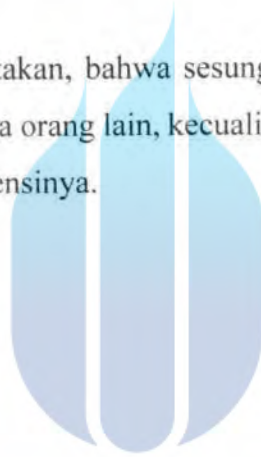 takan, bahwa sesung
a orang lain, kecuali
ensinya.